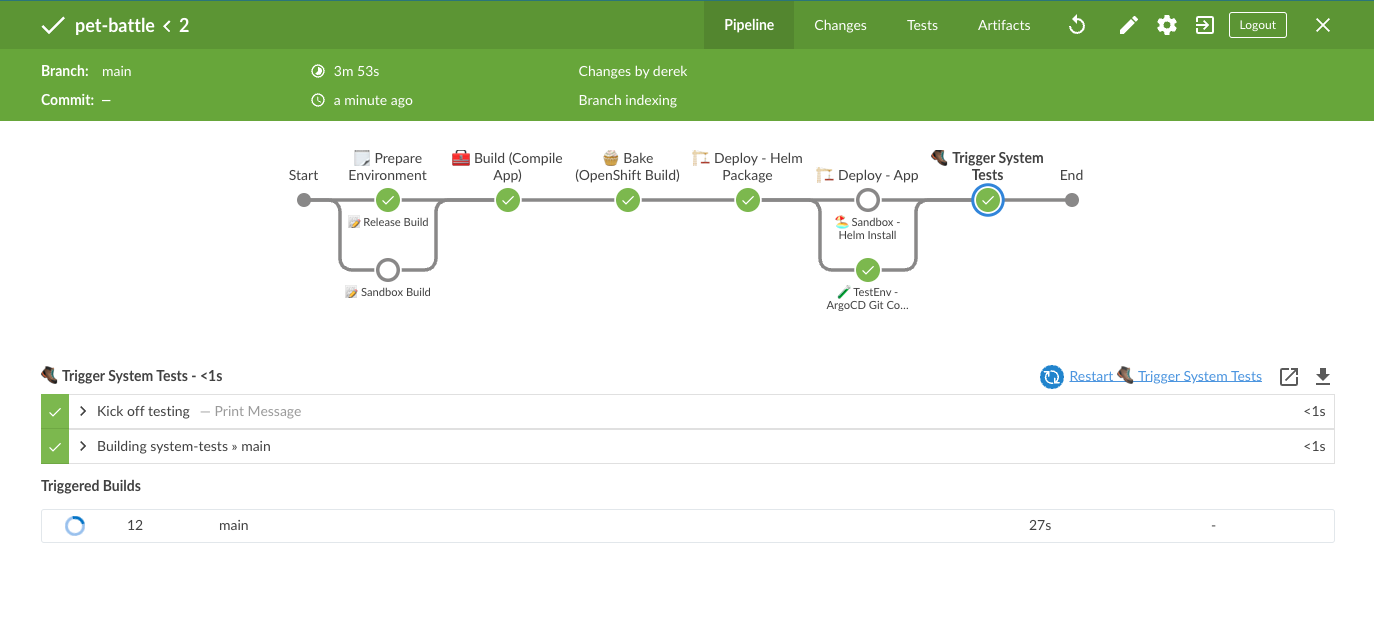 pet-battle < 2
Pipeline
Changes
Tests
Artifacts
Logout
Branch: main
3m 53s
Changes by derek
Commit: –
a minute ago
Branch indexing
Start
Prepare
Environment
Build (Compile
App)
Bake
(OpenShift Build)
Deploy - Helm
Package
Deploy - App
Trigger System
Tests
End
Release Build
Sandbox Build
Sandbox -
Helm Install
TestEnv -
ArgoCD Git Co...
Trigger System Tests - <1s
Restart Trigger System Tests
Kick off testing — Print Message <1s
Building system-tests » main <1s
Triggered Builds
12 main 27s -